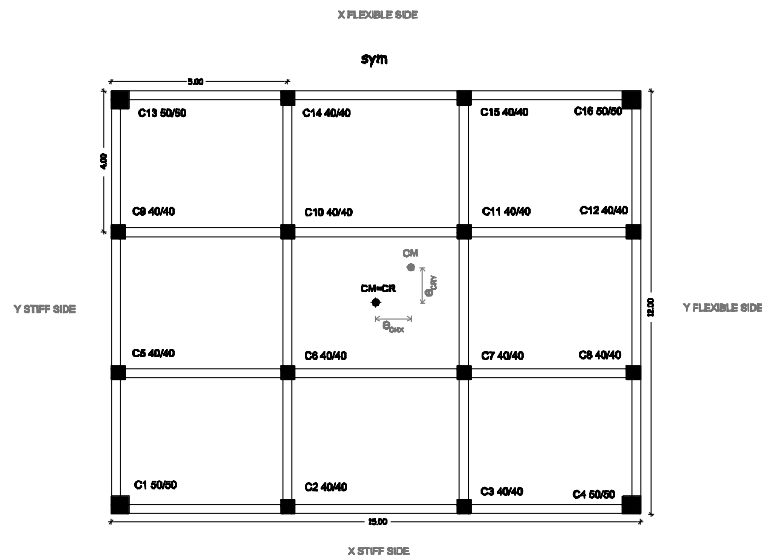 X FLEXIBLE SIDE
sym
5.00
C13 50/50
C14 40/40
C15 40/40
C16 50/50
4.00
C9 40/40
C10 40/40
C11 40/40
C12 40/40
CM
CM=CR
e
CRY
e
CRX
Y STIFF SIDE
Y FLEXIBLE SIDE
12.00
C5 40/40
C6 40/40
C7 40/40
C8 40/40
C1 50/50
C2 40/40
C3 40/40
C4 50/50
15.00
X STIFF SIDE